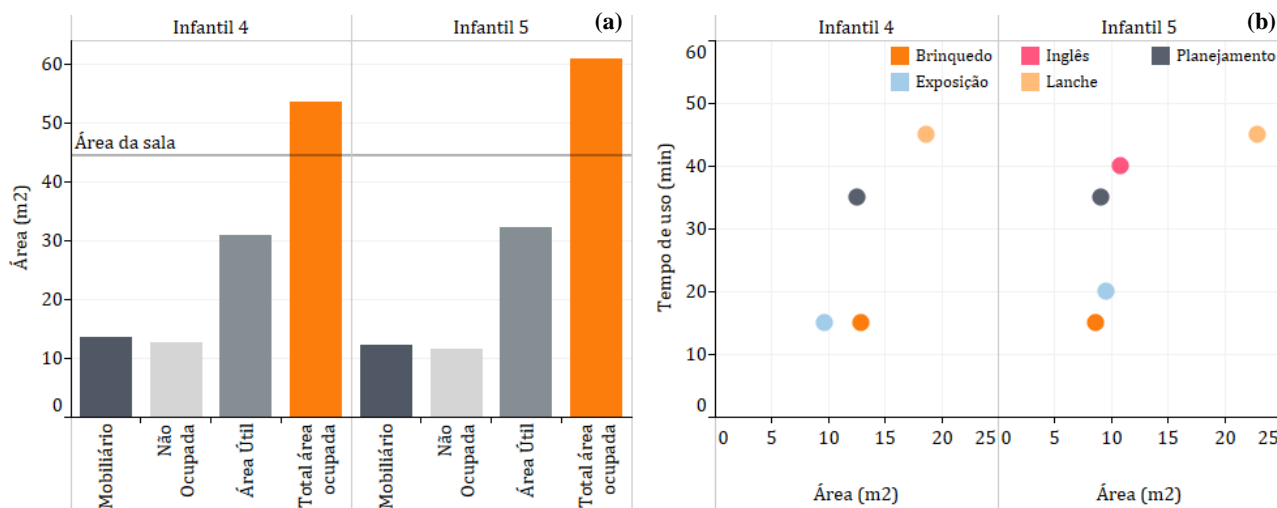 Infantil 4
Infantil 5
(a)
60
50
Área da sala
40
30
20
10
0
Área (m2)
Mobiliário
Não
Ocupada
Área Útil
Total área
ocupada
Mobiliário
Não
Ocupada
Área Útil
Total área
ocupada
Infantil 4
Infantil 5
(b)
Brinquedo
Inglês
Planejamento
Exposição
Lanche
60
50
40
30
20
10
0
Tempo de uso (min)
0 5 10 15 20 25 0 5 10 15 20 25
Área (m2)
Área (m2)